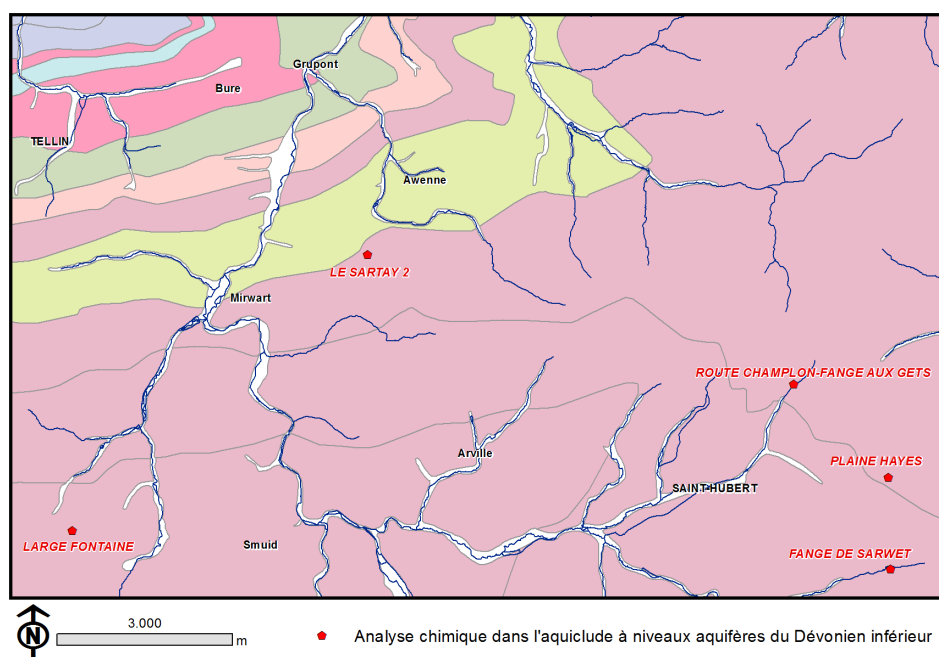 Grupont
Bure
TELLIN
Awenne
LE SARTAY 2
Mirwart
ROUTE CHAMPLON-FANGE AUX GETS
Arville
PLAINE HAYES
SAINT-HUBERT
LARGE FONTAINE
Smuid
FANGE DE SARWET
N
3.000
m
Analyse chimique dans l'aquiclude à niveaux aquifères du Dévonien inférieur